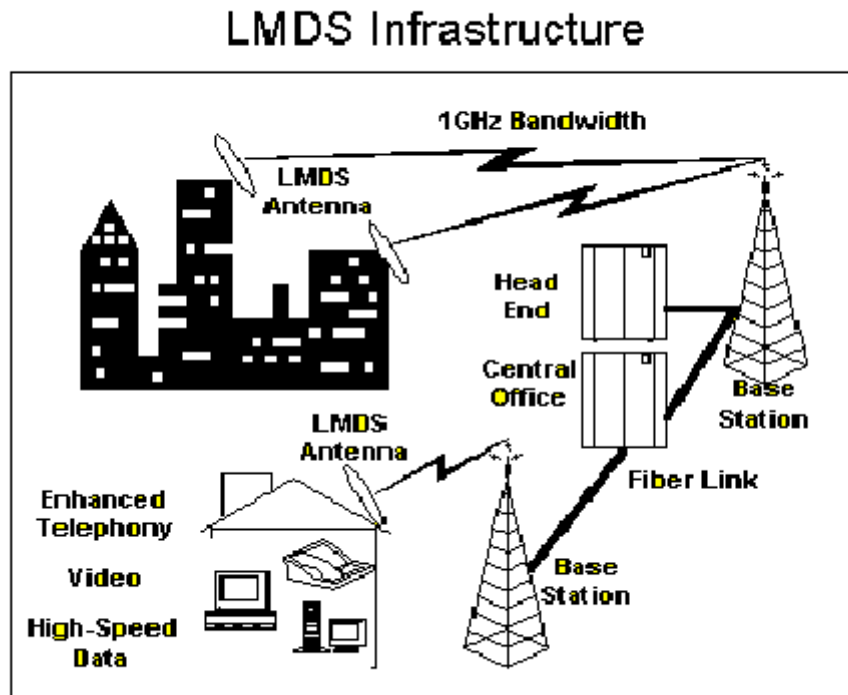 LMDS Infrastructure
1GHz Bandwidth
LMDS
Antenna
Head
End
Central
Office
Base
Station
LMDS
Antenna
Fiber Link
Enhanced
Telephony
Video
Base
Station
High-Speed
Data